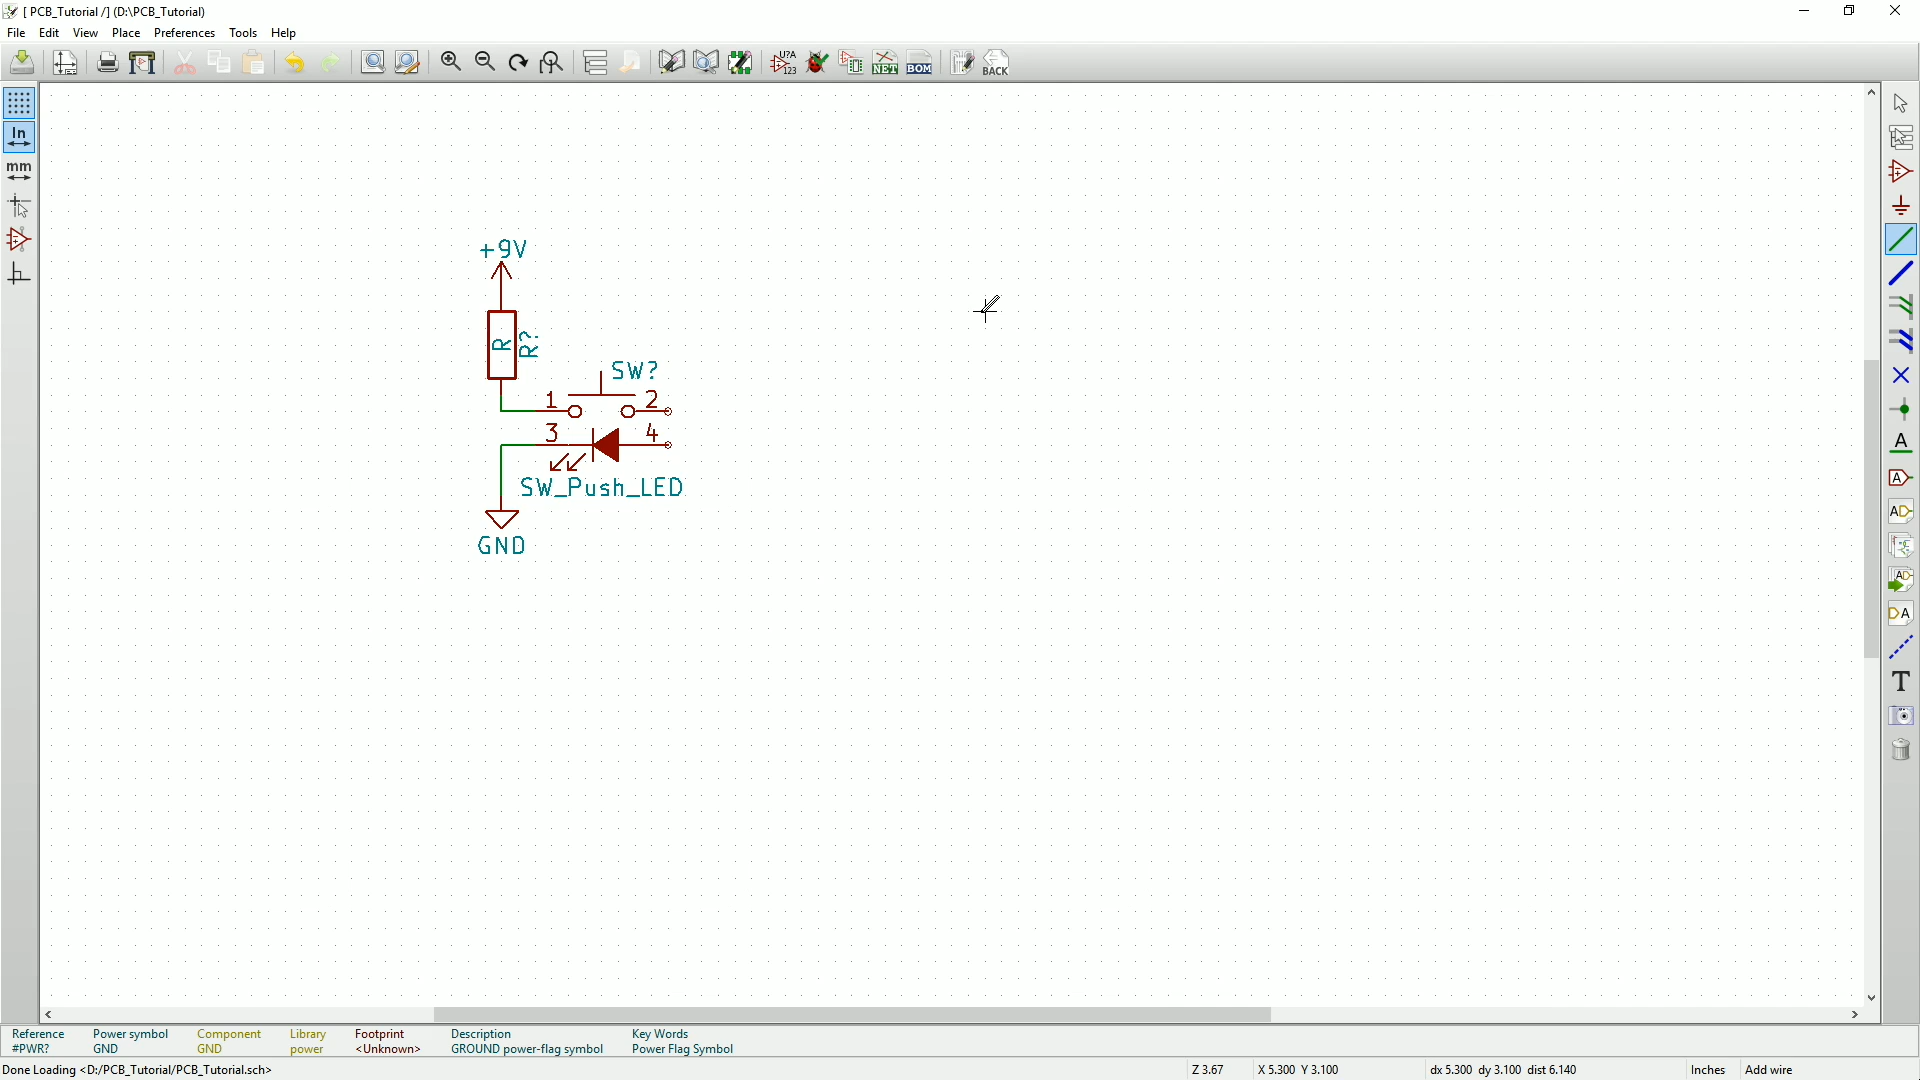 [ PCB_Tutorial /] (D:\PCB_Tutorial)
File Edit View Place Preferences Tools Help
U?A
123
NET
BOM
BACK
In
mm
+9V
R
R?
SW?
1 2
3 4
SW_Push_LED
GND
A
A
A
A
A
T
Reference Power symbol Component Library Footprint Description Key Words
#PWR? GND GND power <Unknown> GROUND power-flag symbol Power Flag Symbol
Done Loading <D:/PCB_Tutorial/PCB_Tutorial.sch> Z 3.67 X 5.300 Y 3.100 dx 5.300 dy 3.100 dist 6.140 Inches Add wire